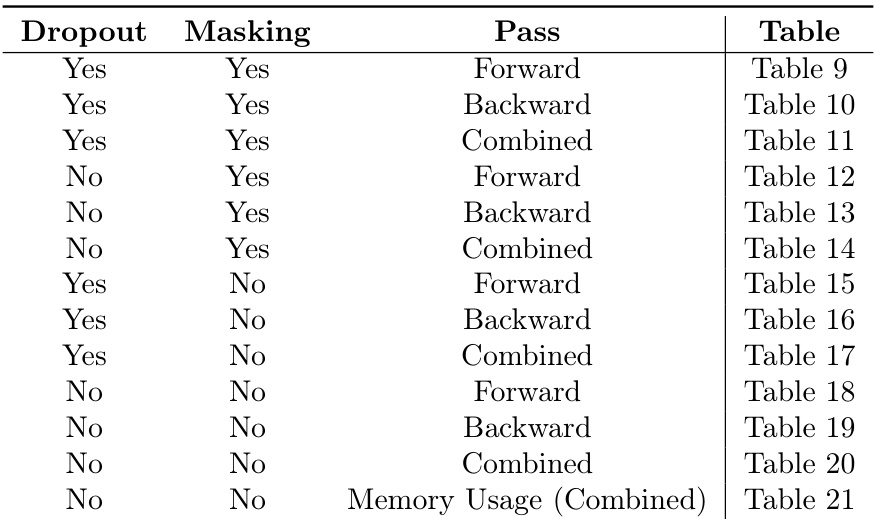 Dropout Masking Pass Table
Yes Yes Forward Table 9
Yes Yes Backward Table 10
Yes Yes Combined Table 11
No Yes Forward Table 12
No Yes Backward Table 13
No Yes Combined Table 14
Yes No Forward Table 15
Yes No Backward Table 16
Yes No Combined Table 17
No No Forward Table 18
No No Backward Table 19
No No Combined Table 20
No No Memory Usage (Combined) Table 21